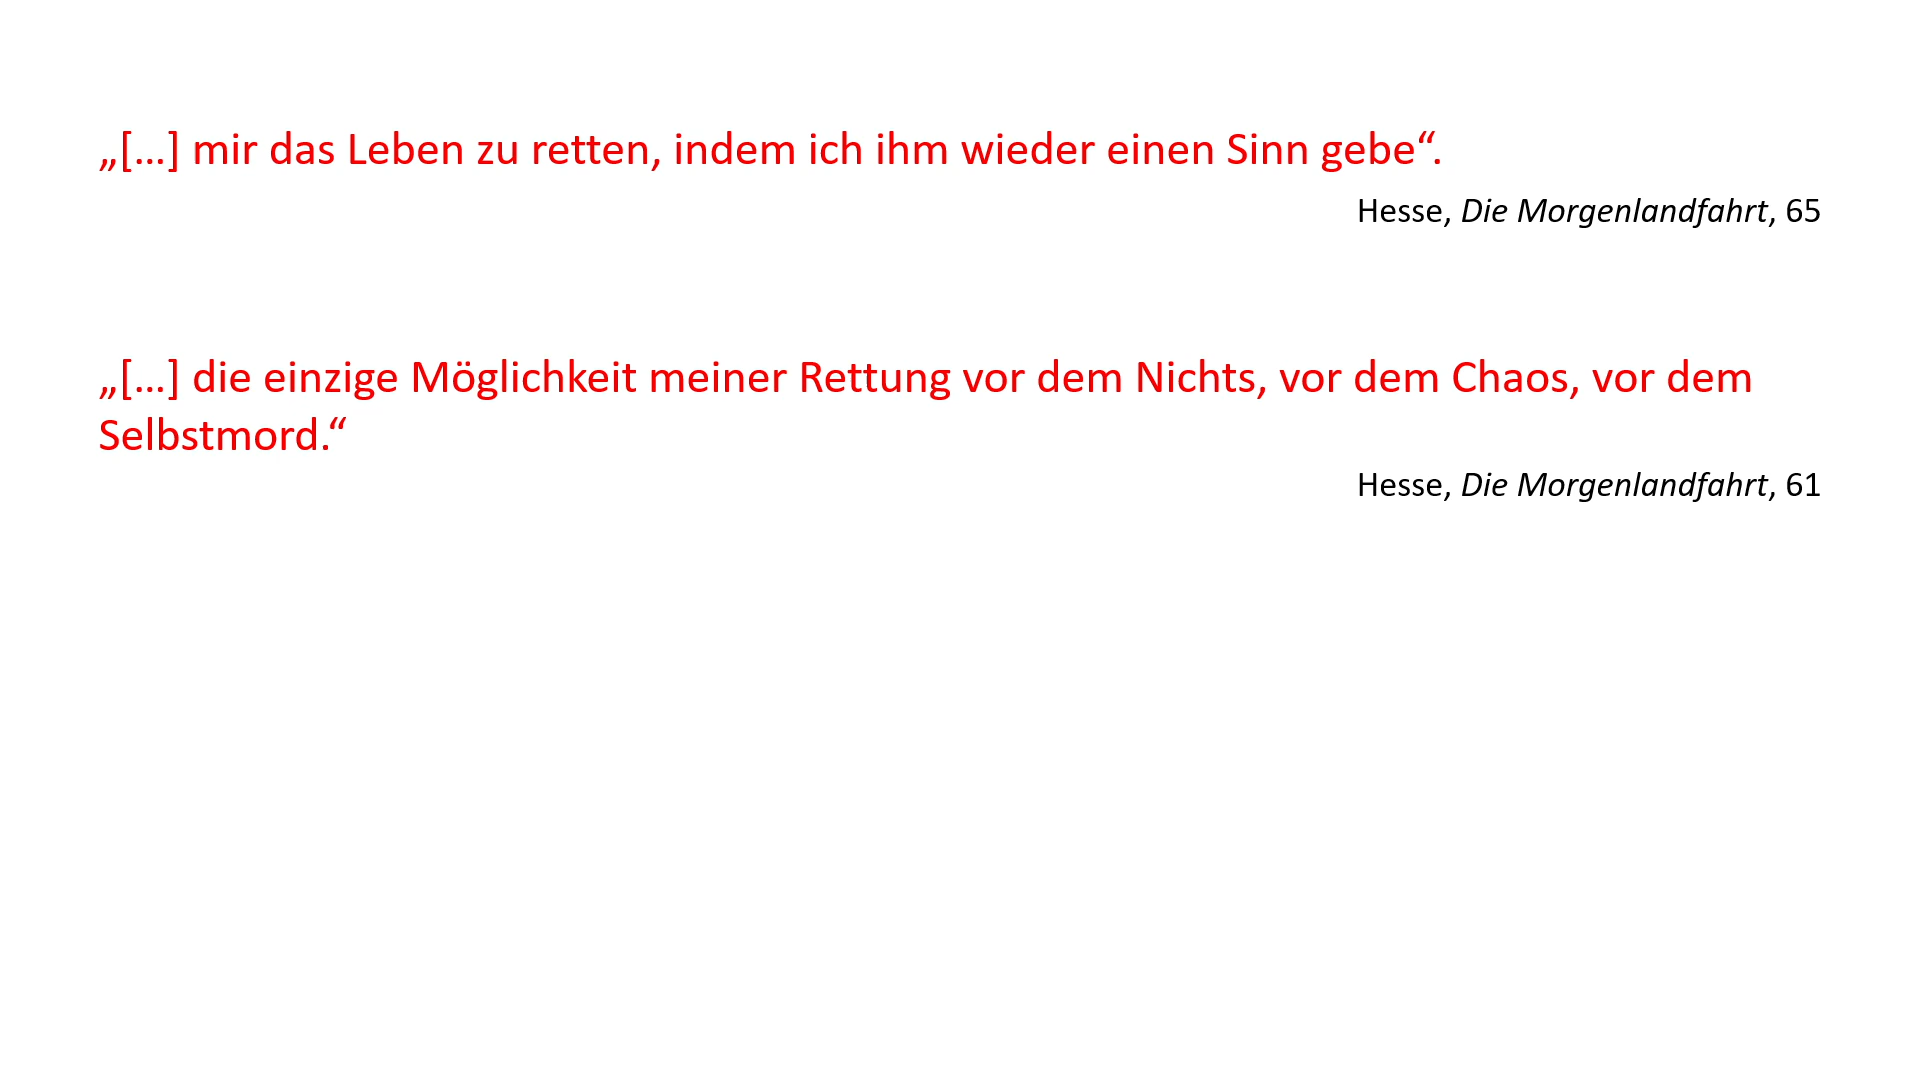 „[…] mir das Leben zu retten, indem ich ihm wieder einen Sinn gebe“.
Hesse, Die Morgenlandfahrt, 65
„[…] die einzige Möglichkeit meiner Rettung vor dem Nichts, vor dem Chaos, vor dem
Selbstmord.“
Hesse, Die Morgenlandfahrt, 61